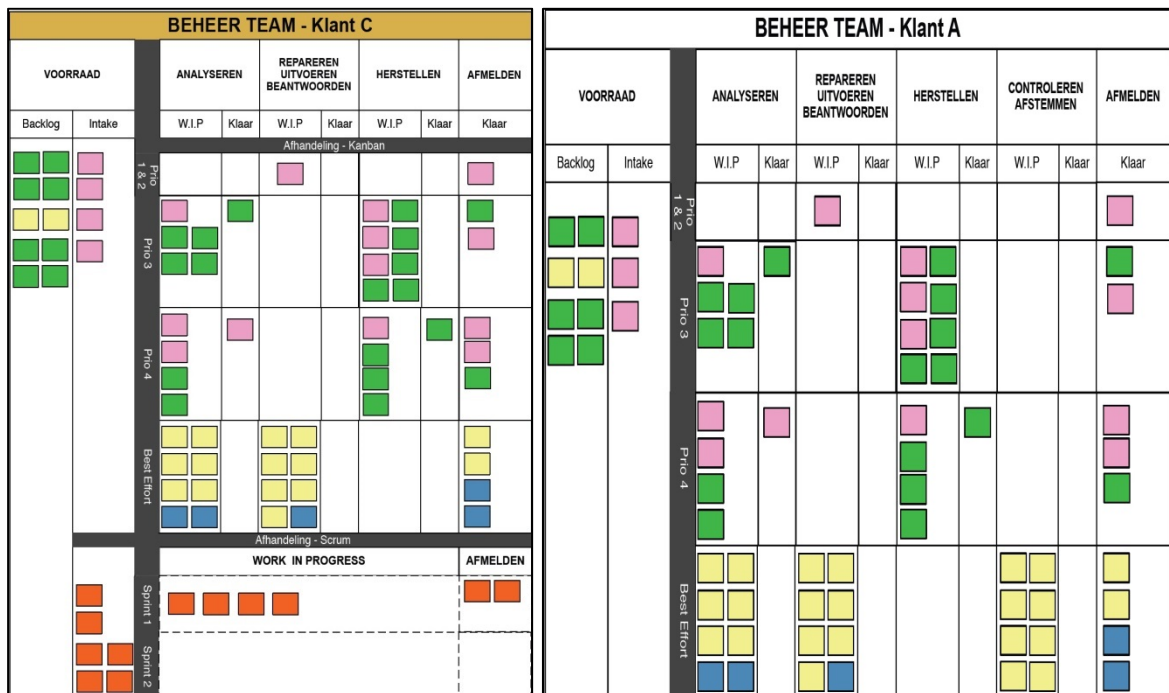 BEHEER TEAM - Klant C
VOORRAAD
ANALYSEREN
REPAREREN
UITVOEREN
BEANTWOORDEN
HERSTELLEN
AFMELDEN
Backlog
Intake
W.I.P
Klaar
W.I.P
Klaar
W.I.P
Klaar
Klaar
Afhandeling - Kanban
Prio
1 & 2
Prio 3
Prio 4
Best Effort
Afhandeling - Scrum
WORK IN PROGRESS
AFMELDEN
Sprint 1
Sprint 2
BEHEER TEAM - Klant A
VOORRAAD
ANALYSEREN
REPAREREN
UITVOEREN
BEANTWOORDEN
HERSTELLEN
CONTROLEREN
AFSTEMMEN
AFMELDEN
Backlog
Intake
W.I.P
Klaar
W.I.P
Klaar
W.I.P
Klaar
W.I.P
Klaar
Klaar
Prio
1 & 2
Prio 3
Prio 4
Best Effort